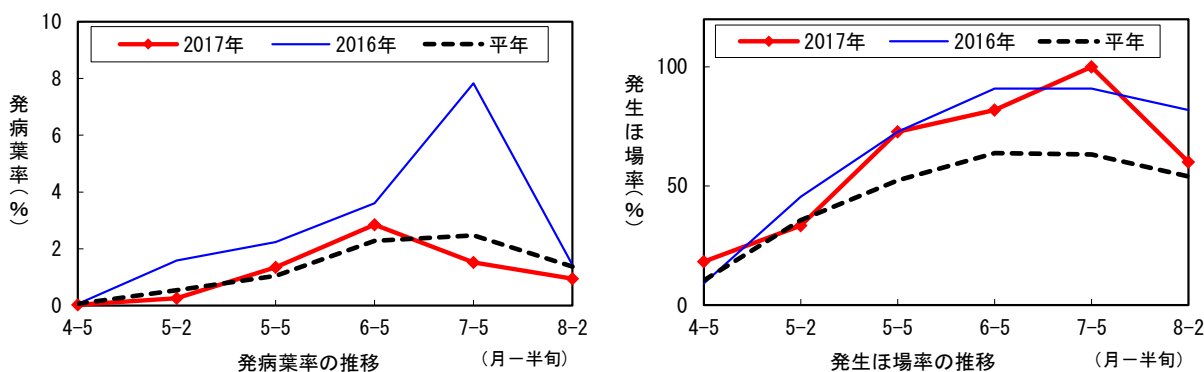 10
8
6
4
2
0
発病葉率(%)
2017年 2016年 平年
4-5 5-2 5-5 6-5 7-5 8-2
発病葉率の推移 (月－半旬)
100
50
0
発生ほ場率(%)
2017年 2016年 平年
4-5 5-2 5-5 6-5 7-5 8-2
発生ほ場率の推移 (月－半旬)